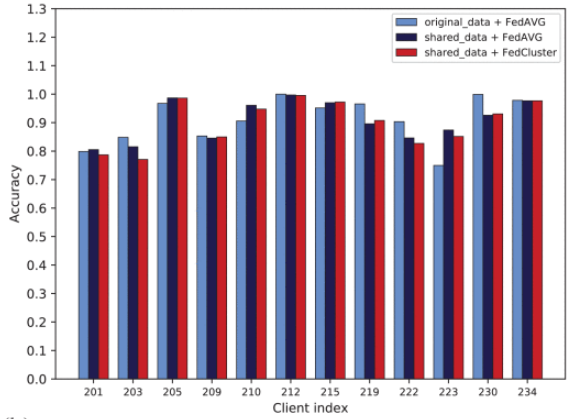 1.3
1.2
1.1
1.0
0.9
0.8
0.7
0.6
0.5
0.4
0.3
0.2
0.1
0.0
Accuracy
original_data + FedAVG
shared_data + FedAVG
shared_data + FedCluster
201 203 205 209 210 212 215 219 222 223 230 234
Client index